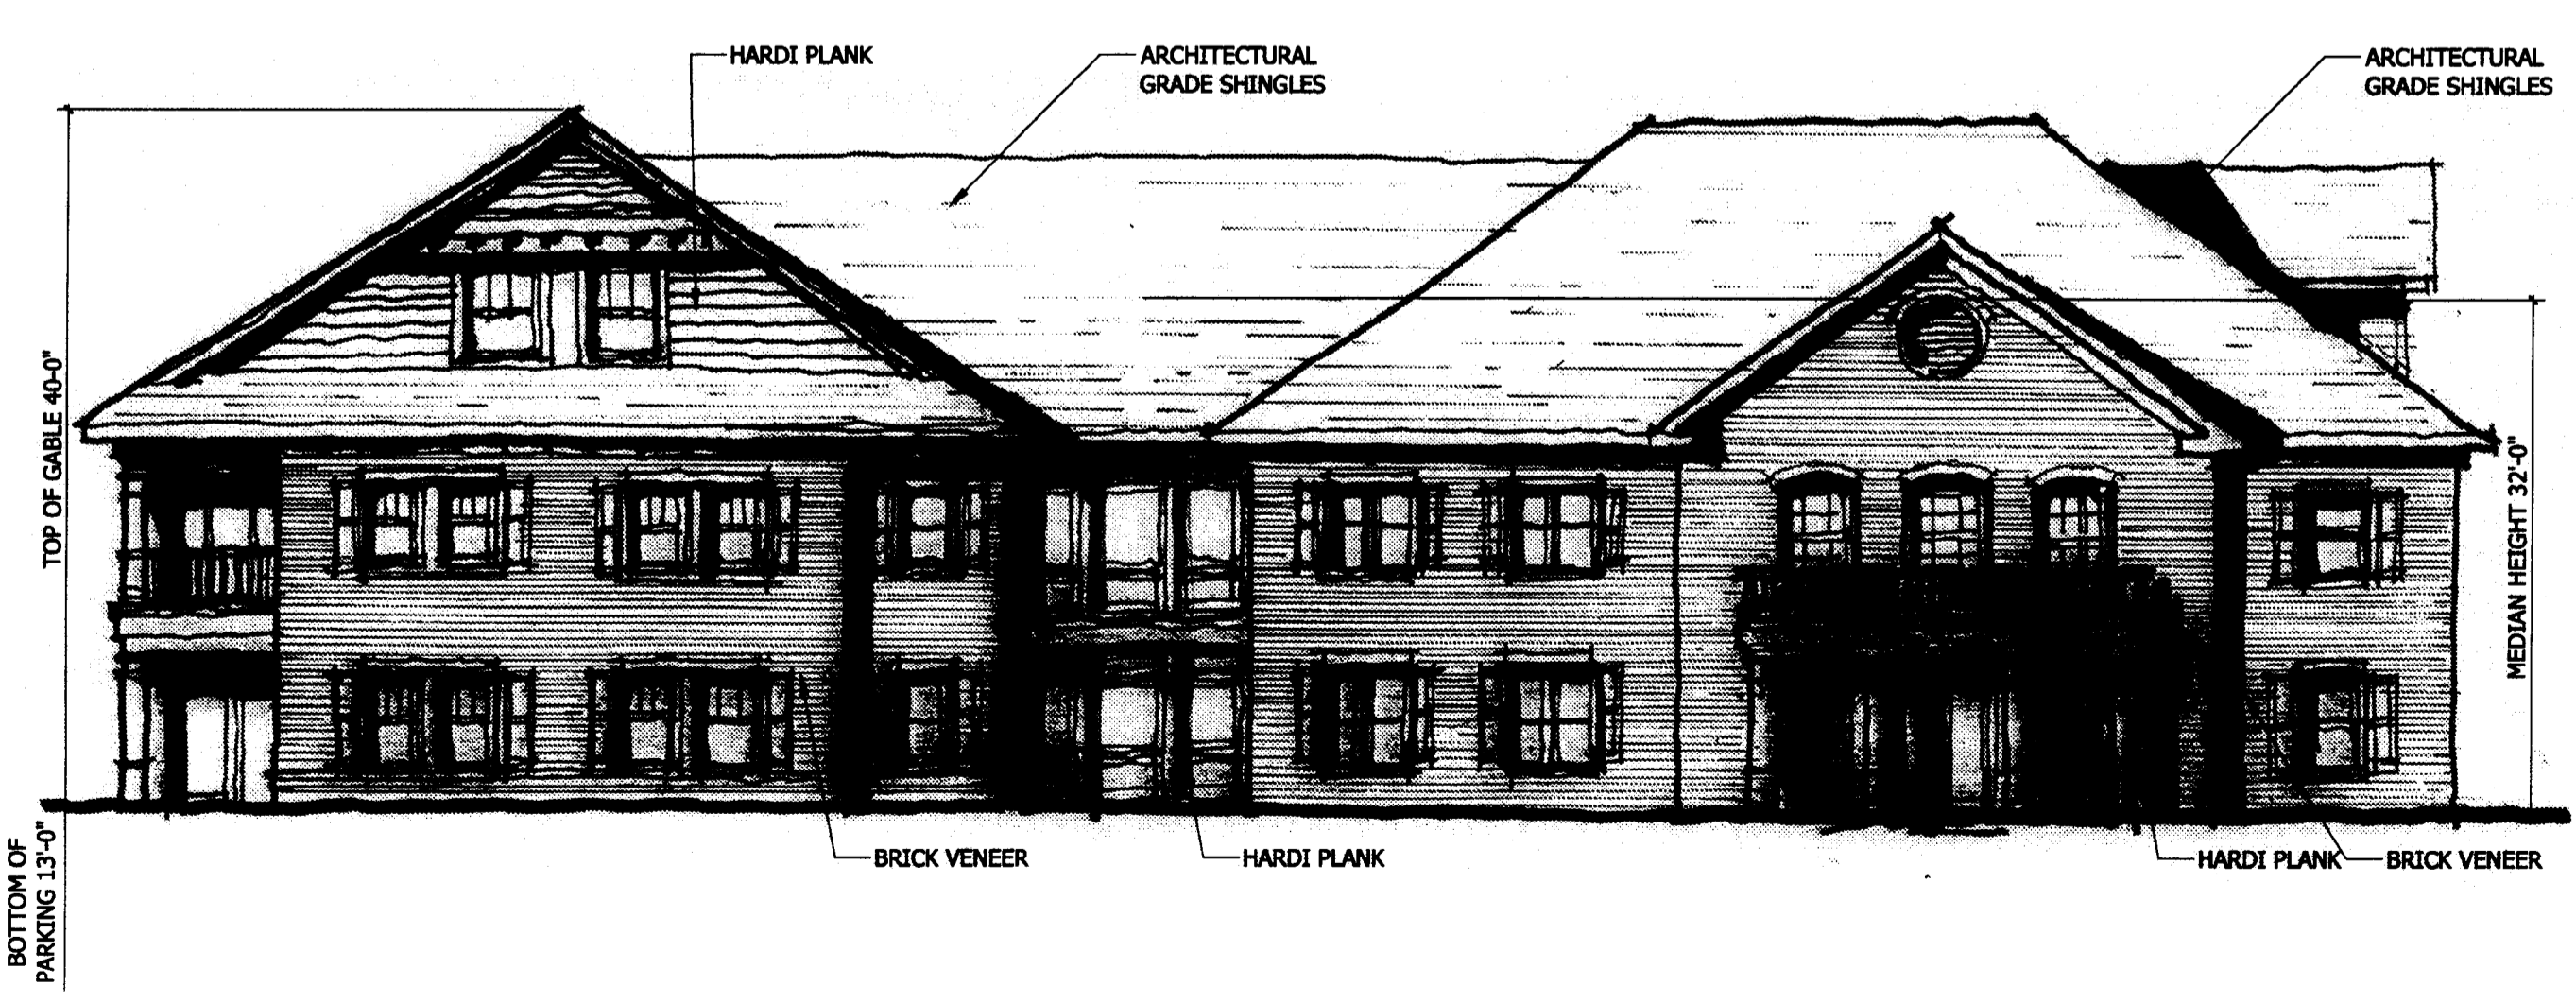 HARDI PLANK
ARCHITECTURAL
GRADE SHINGLES
ARCHITECTURAL
GRADE SHINGLES
TOP OF GABLE 40-0"
MEDIAN HEIGHT 32'-0"
BOTTOM OF
PARKING 13'-0"
BRICK VENEER
HARDI PLANK
HARDI PLANK
BRICK VENEER